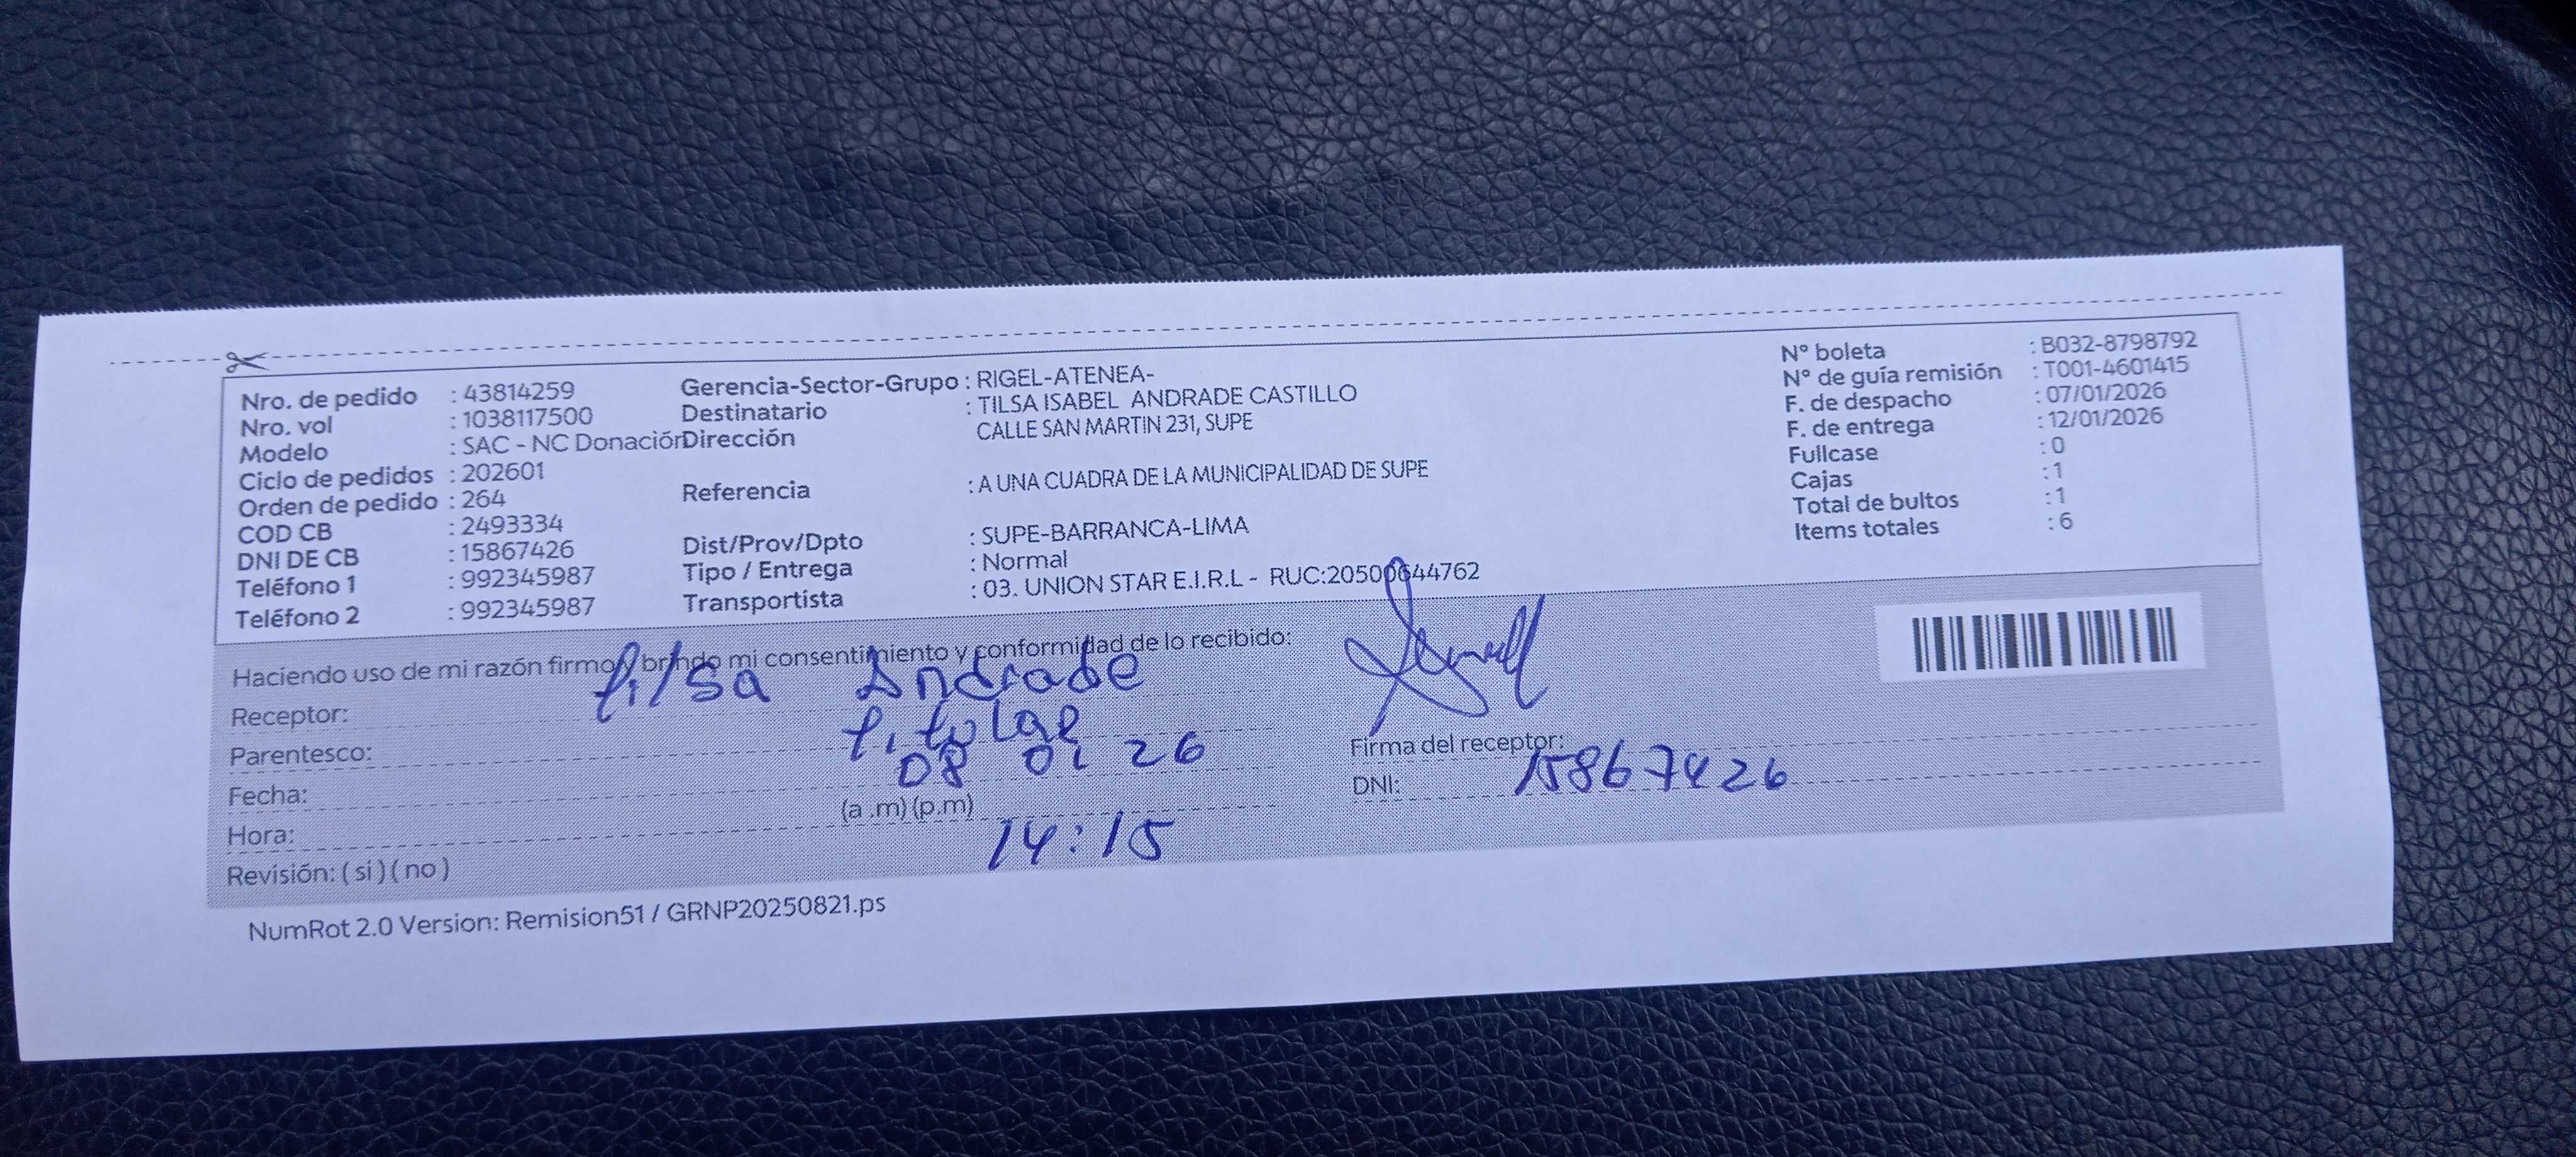 Nro. de pedido : 43814259
Nro. vol : 1038117500
Modelo : SAC - NC Donación
Ciclo de pedidos : 202601
Orden de pedido : 264
COD CB : 2493334
DNI DE CB : 15867426
Teléfono 1 : 992345987
Teléfono 2 : 992345987
Gerencia-Sector-Grupo : RIGEL-ATENEA-
Destinatario : TILSA ISABEL ANDRADE CASTILLO
Dirección CALLE SAN MARTIN 231, SUPE
Referencia : A UNA CUADRA DE LA MUNICIPALIDAD DE SUPE
Dist/Prov/Dpto : SUPE-BARRANCA-LIMA
Tipo / Entrega : Normal
Transportista : 03. UNION STAR E.I.R.L - RUC:20500644762
N° boleta : B032-8798792
N° de guía remisión : T001-4601415
F. de despacho : 07/01/2026
F. de entrega : 12/01/2026
Fullcase : 0
Cajas : 1
Total de bultos : 1
Items totales : 6
Haciendo uso de mi razón firmo y brindo mi consentimiento y conformidad de lo recibido:
Receptor: Tilsa Andrade
Parentesco: titular
Fecha: 08 01 26
Hora: (a .m) (p.m) 14:15
Revisión: ( si ) ( no )
Firma del receptor:
DNI: 15867426
NumRot 2.0 Version: Remision51 / GRNP20250821.ps